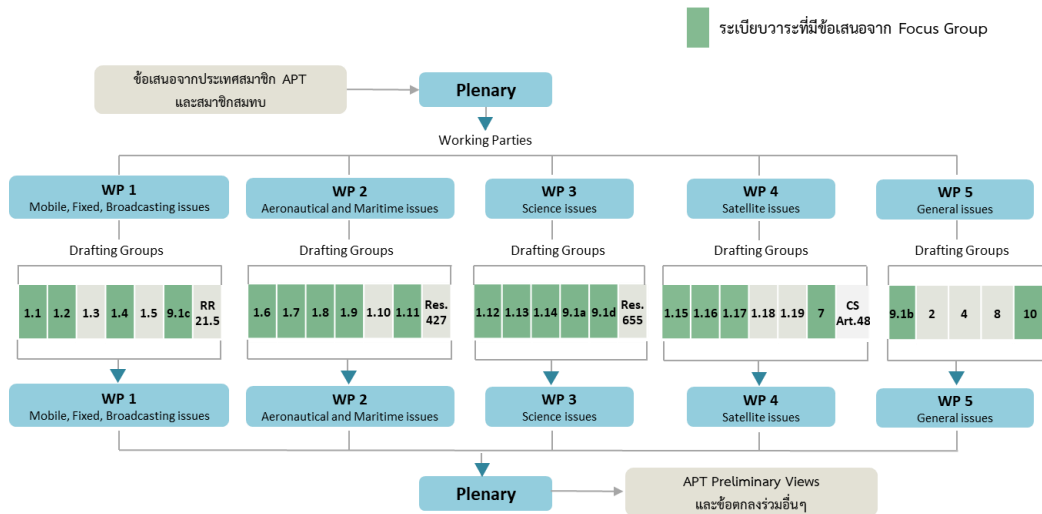 ระเบียบวาระที่มีข้อเสนอจาก Focus Group
ข้อเสนอจากประเทศสมาชิก APT
และสมาชิกสมทบ
Plenary
Working Parties
WP 1
Mobile, Fixed, Broadcasting issues
WP 2
Aeronautical and Maritime issues
WP 3
Science issues
WP 4
Satellite issues
WP 5
General issues
Drafting Groups
Drafting Groups
Drafting Groups
Drafting Groups
Drafting Groups
1.1 1.2 1.3 1.4 1.5 9.1c RR
21.5
1.6 1.7 1.8 1.9 1.10 1.11 Res.
427
1.12 1.13 1.14 9.1a 9.1d Res.
655
1.15 1.16 1.17 1.18 1.19 7 CS
Art.48
9.1b 2 4 8 10
WP 1
Mobile, Fixed, Broadcasting issues
WP 2
Aeronautical and Maritime issues
WP 3
Science issues
WP 4
Satellite issues
WP 5
General issues
Plenary
APT Preliminary Views
และข้อตกลงร่วมอื่นๆ